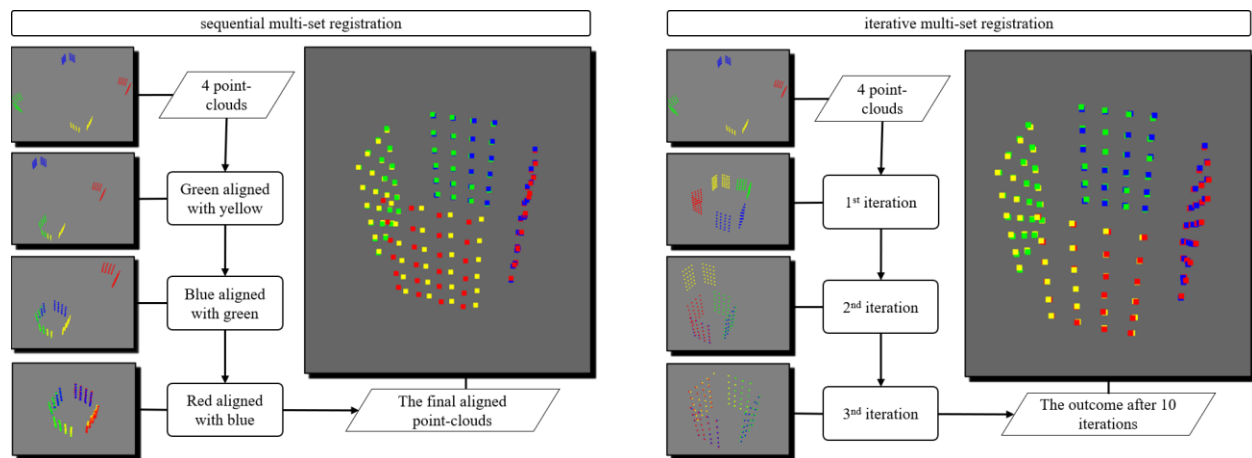 sequential multi-set registration
4 point-
clouds
Green aligned
with yellow
Blue aligned
with green
Red aligned
with blue
The final aligned
point-clouds
iterative multi-set registration
4 point-
clouds
1st iteration
2nd iteration
3nd iteration
The outcome after 10
iterations